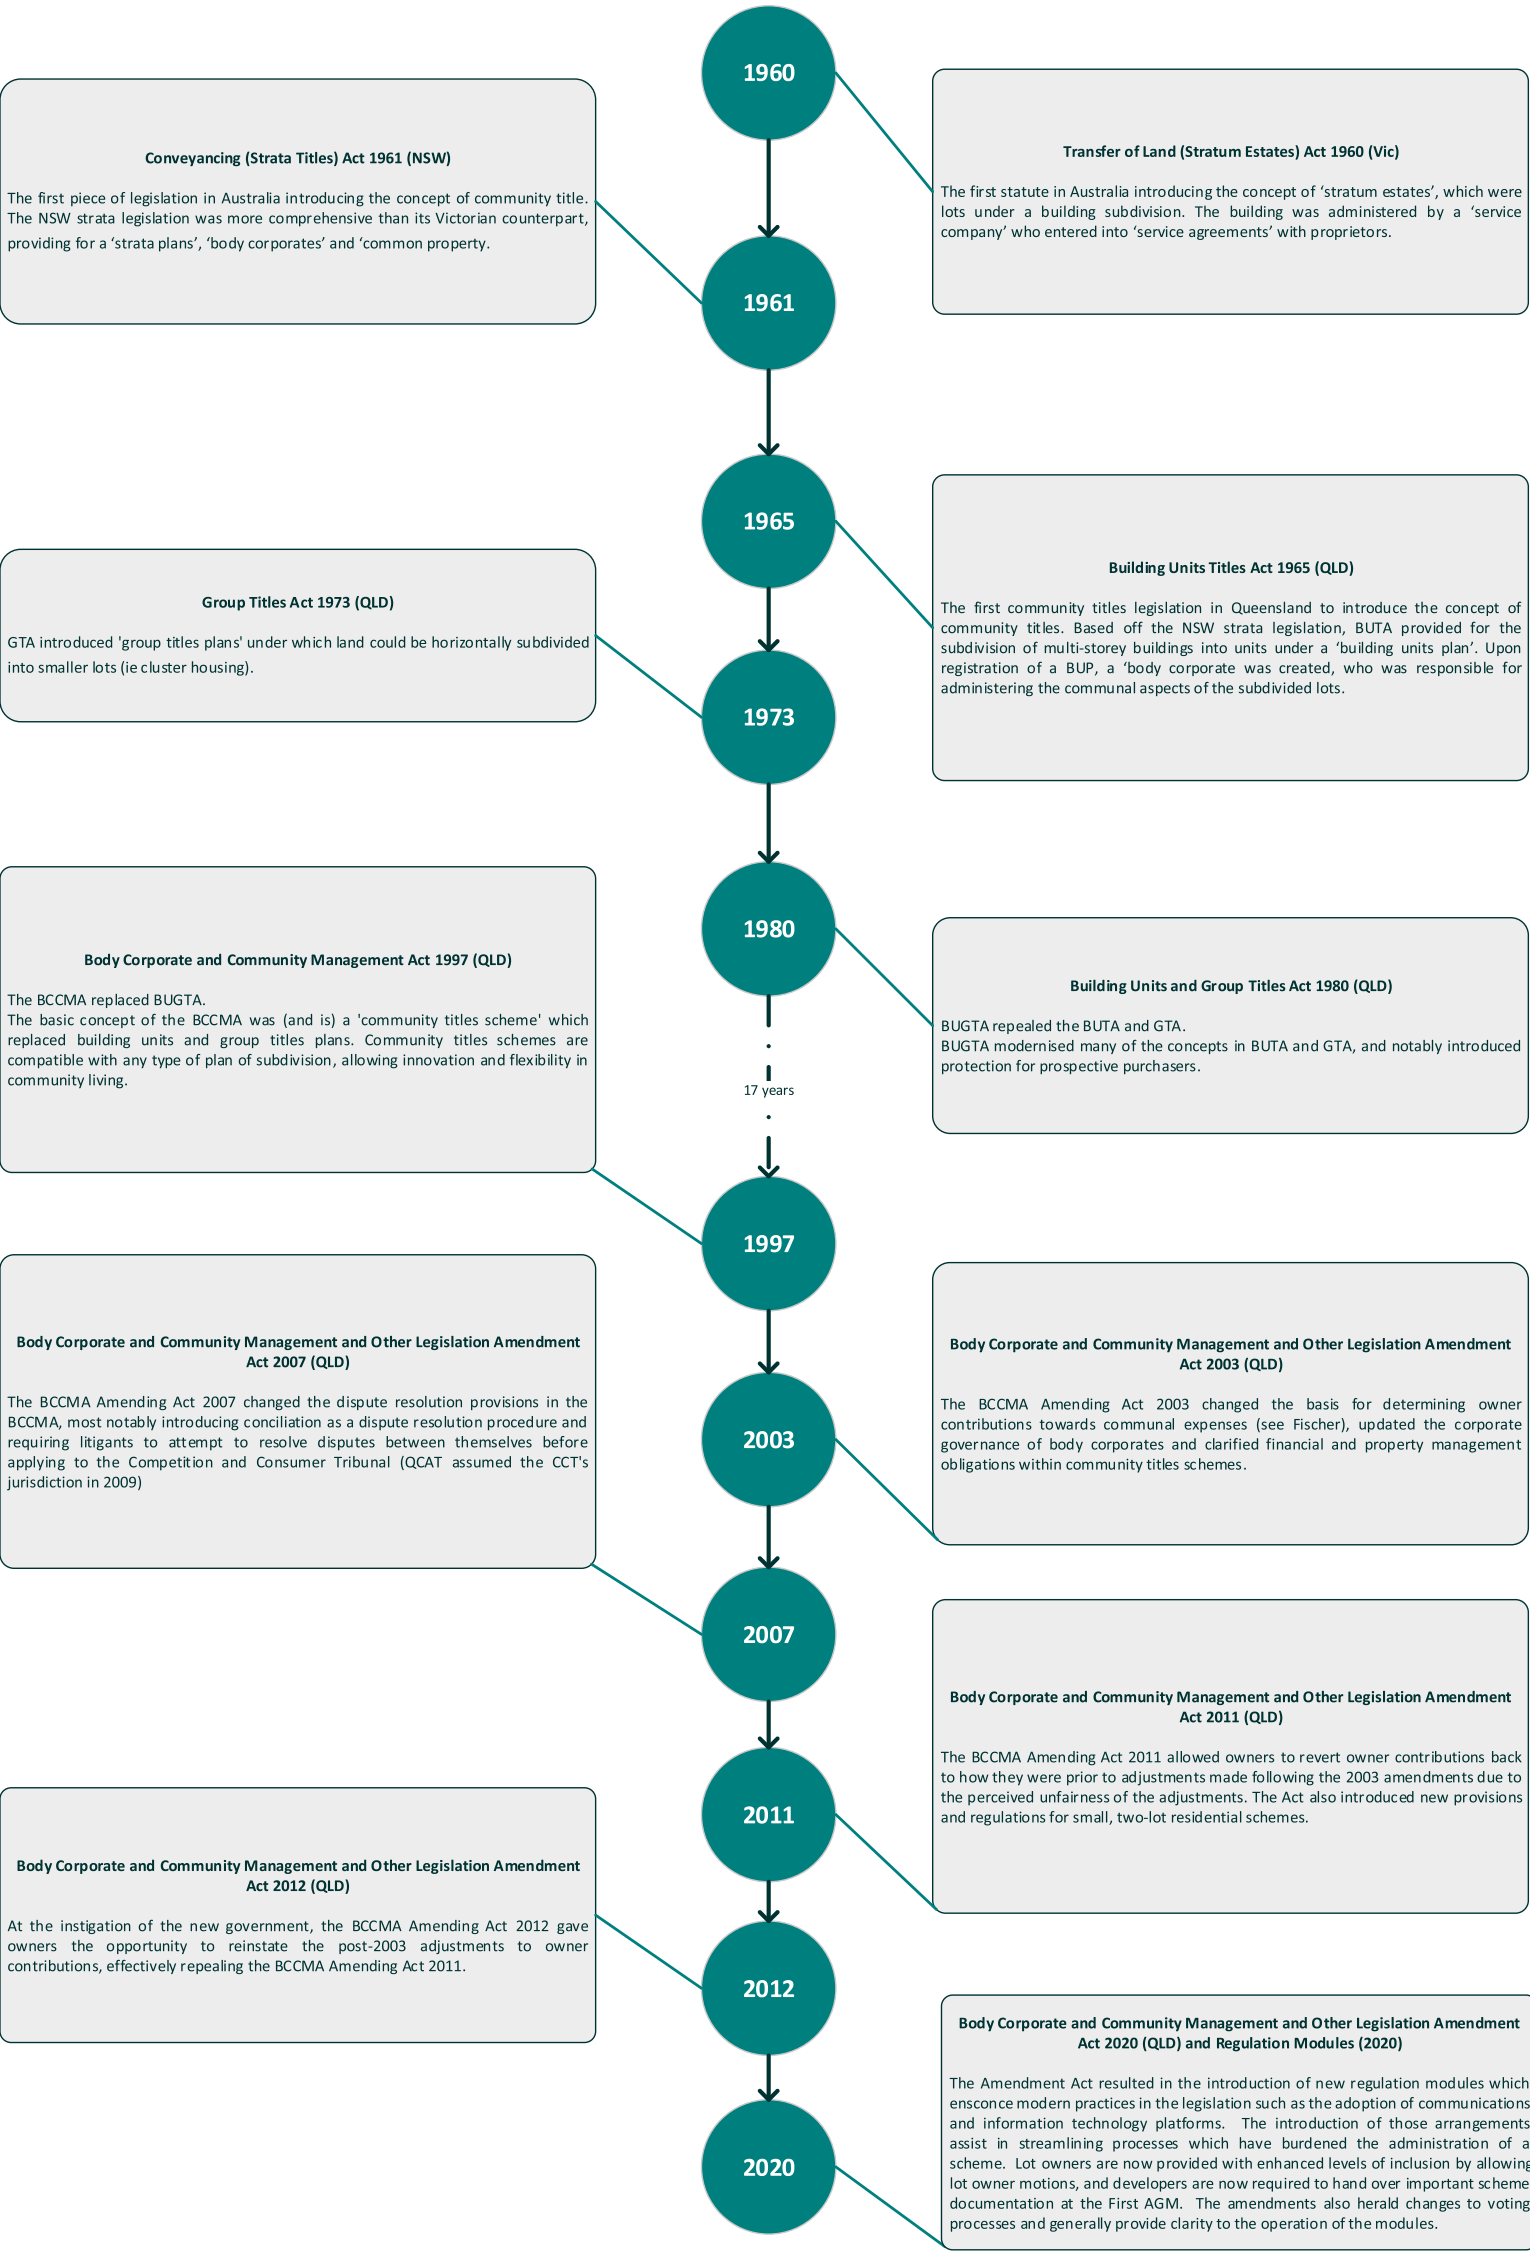 1960
Transfer of Land (Stratum Estates) Act 1960 (Vic)
The first statute in Australia introducing the concept of ‘stratum estates’, which were
lots under a building subdivision. The building was administered by a ‘service
company’ who entered into ‘service agreements’ with proprietors.
Conveyancing (Strata Titles) Act 1961 (NSW)
The first piece of legislation in Australia introducing the concept of community title.
The NSW strata legislation was more comprehensive than its Victorian counterpart,
providing for a ‘strata plans’, ‘body corporates’ and ‘common property.
1961
1965
Building Units Titles Act 1965 (QLD)
The first community titles legislation in Queensland to introduce the concept of
community titles. Based off the NSW strata legislation, BUTA provided for the
subdivision of multi-storey buildings into units under a ‘building units plan’. Upon
registration of a BUP, a ‘body corporate was created, who was responsible for
administering the communal aspects of the subdivided lots.
Group Titles Act 1973 (QLD)
GTA introduced 'group titles plans' under which land could be horizontally subdivided
into smaller lots (ie cluster housing).
1973
1980
Building Units and Group Titles Act 1980 (QLD)
BUGTA repealed the BUTA and GTA.
BUGTA modernised many of the concepts in BUTA and GTA, and notably introduced
protection for prospective purchasers.
17 years
Body Corporate and Community Management Act 1997 (QLD)
The BCCMA replaced BUGTA.
The basic concept of the BCCMA was (and is) a 'community titles scheme' which
replaced building units and group titles plans. Community titles schemes are
compatible with any type of plan of subdivision, allowing innovation and flexibility in
community living.
1997
2003
Body Corporate and Community Management and Other Legislation Amendment
Act 2003 (QLD)
The BCCMA Amending Act 2003 changed the basis for determining owner
contributions towards communal expenses (see Fischer), updated the corporate
governance of body corporates and clarified financial and property management
obligations within community titles schemes.
Body Corporate and Community Management and Other Legislation Amendment
Act 2007 (QLD)
The BCCMA Amending Act 2007 changed the dispute resolution provisions in the
BCCMA, most notably introducing conciliation as a dispute resolution procedure and
requiring litigants to attempt to resolve disputes between themselves before
applying to the Competition and Consumer Tribunal (QCAT assumed the CCT's
jurisdiction in 2009)
2007
2011
Body Corporate and Community Management and Other Legislation Amendment
Act 2011 (QLD)
The BCCMA Amending Act 2011 allowed owners to revert owner contributions back
to how they were prior to adjustments made following the 2003 amendments due to
the perceived unfairness of the adjustments. The Act also introduced new provisions
and regulations for small, two-lot residential schemes.
Body Corporate and Community Management and Other Legislation Amendment
Act 2012 (QLD)
At the instigation of the new government, the BCCMA Amending Act 2012 gave
owners the opportunity to reinstate the post-2003 adjustments to owner
contributions, effectively repealing the BCCMA Amending Act 2011.
2012
2020
Body Corporate and Community Management and Other Legislation Amendment
Act 2020 (QLD) and Regulation Modules (2020)
The Amendment Act resulted in the introduction of new regulation modules which
ensconce modern practices in the legislation such as the adoption of communications
and information technology platforms. The introduction of those arrangements
assist in streamlining processes which have burdened the administration of a
scheme. Lot owners are now provided with enhanced levels of inclusion by allowing
lot owner motions, and developers are now required to hand over important scheme
documentation at the First AGM. The amendments also herald changes to voting
processes and generally provide clarity to the operation of the modules.